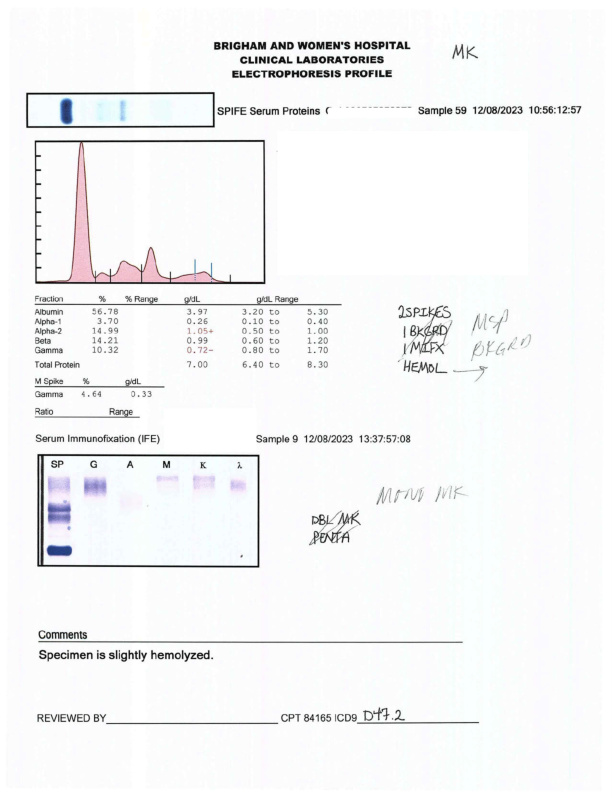 BRIGHAM AND WOMEN'S HOSPITAL
CLINICAL LABORATORIES
ELECTROPHORESIS PROFILE
MK
SPIFE Serum Proteins ( Sample 59 12/08/2023 10:56:12:57
Fraction % % Range g/dL g/dL Range
Albumin 56.78 3.97 3.20 to 5.30
Alpha-1 3.70 0.26 0.10 to 0.40
Alpha-2 14.99 1.05+ 0.50 to 1.00
Beta 14.21 0.99 0.60 to 1.20
Gamma 10.32 0.72- 0.80 to 1.70
Total Protein 7.00 6.40 to 8.30
2SPIKES
1 BKGRD
1 MIFX
HEMOL
MSP
BKGRD
M Spike % g/dL
Gamma 4.64 0.33
Ratio Range
Serum Immunofixation (IFE) Sample 9 12/08/2023 13:37:57:08
SP G A M K λ
MONO MK
DBL MK
PENTA
Comments
Specimen is slightly hemolyzed.
REVIEWED BY CPT 84165 ICD9 D47.2